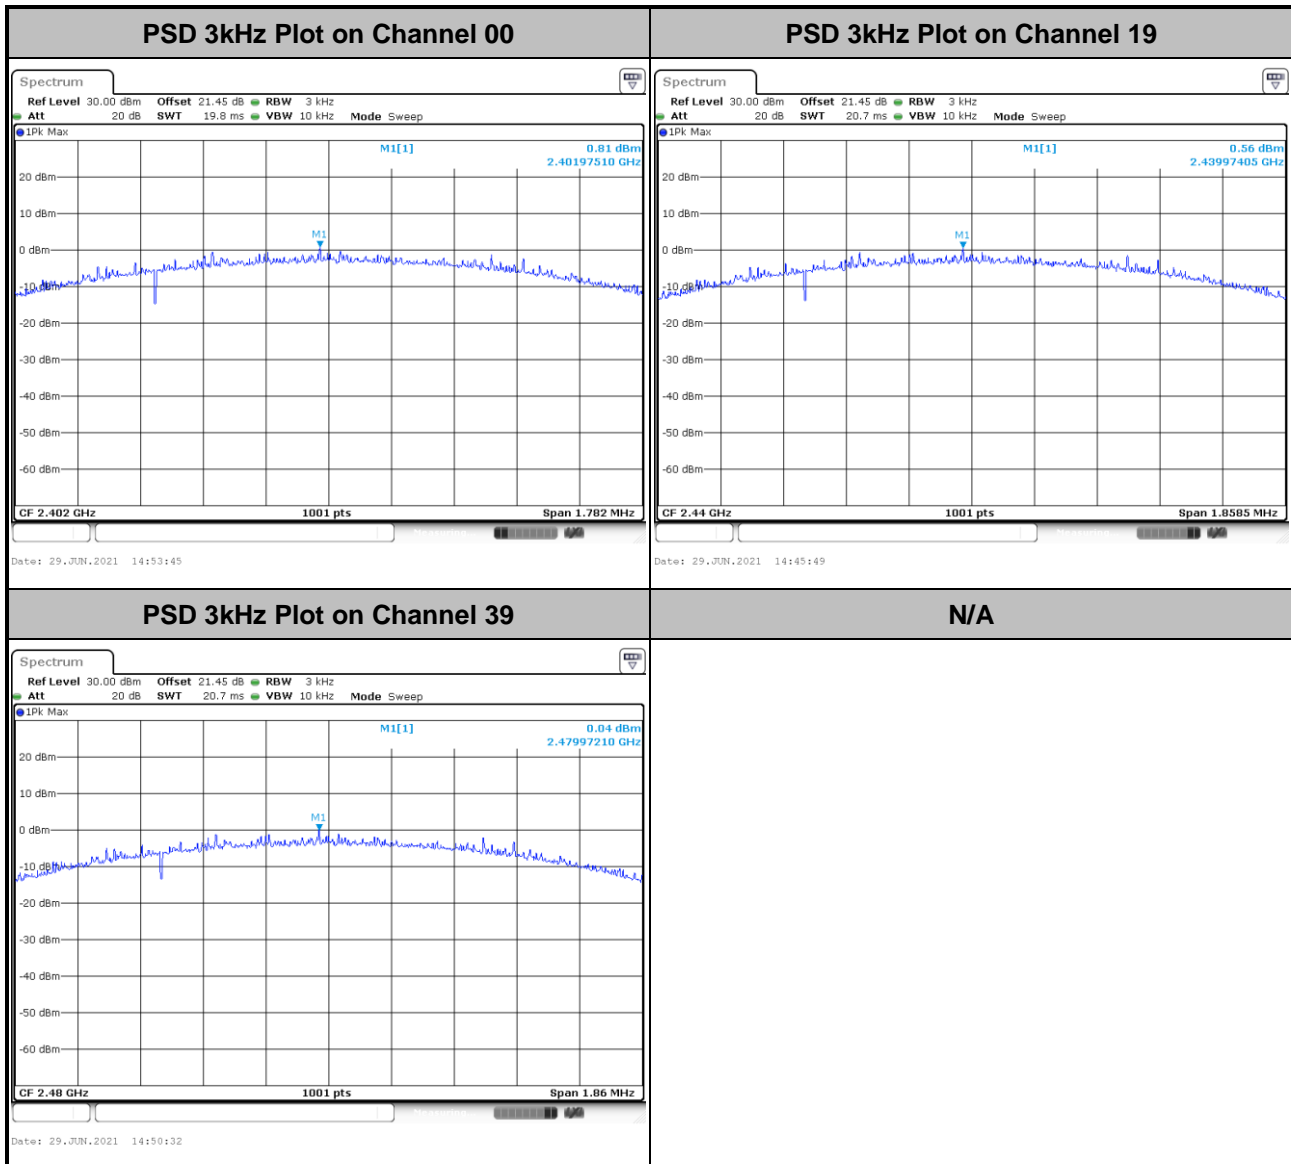 PSD 3kHz Plot on Channel 00
Spectrum
Ref Level 30.00 dBm Offset 21.45 dB RBW 3 kHz
Att 20 dB SWT 19.8 ms VBW 10 kHz Mode Sweep
1Pk Max
M1[1] 0.81 dBm
2.40197510 GHz
20 dBm
10 dBm
M1
0 dBm
-10 dBm
-20 dBm
-30 dBm
-40 dBm
-50 dBm
-60 dBm
CF 2.402 GHz 1001 pts Span 1.782 MHz
Measuring...
Date: 29.JUN.2021 14:53:45
PSD 3kHz Plot on Channel 19
Spectrum
Ref Level 30.00 dBm Offset 21.45 dB RBW 3 kHz
Att 20 dB SWT 20.7 ms VBW 10 kHz Mode Sweep
1Pk Max
M1[1] 0.56 dBm
2.43997405 GHz
20 dBm
10 dBm
M1
0 dBm
-10 dBm
-20 dBm
-30 dBm
-40 dBm
-50 dBm
-60 dBm
CF 2.44 GHz 1001 pts Span 1.8585 MHz
Measuring...
Date: 29.JUN.2021 14:45:49
PSD 3kHz Plot on Channel 39
Spectrum
Ref Level 30.00 dBm Offset 21.45 dB RBW 3 kHz
Att 20 dB SWT 20.7 ms VBW 10 kHz Mode Sweep
1Pk Max
M1[1] 0.04 dBm
2.47997210 GHz
20 dBm
10 dBm
M1
0 dBm
-10 dBm
-20 dBm
-30 dBm
-40 dBm
-50 dBm
-60 dBm
CF 2.48 GHz 1001 pts Span 1.86 MHz
Measuring...
Date: 29.JUN.2021 14:50:32
N/A